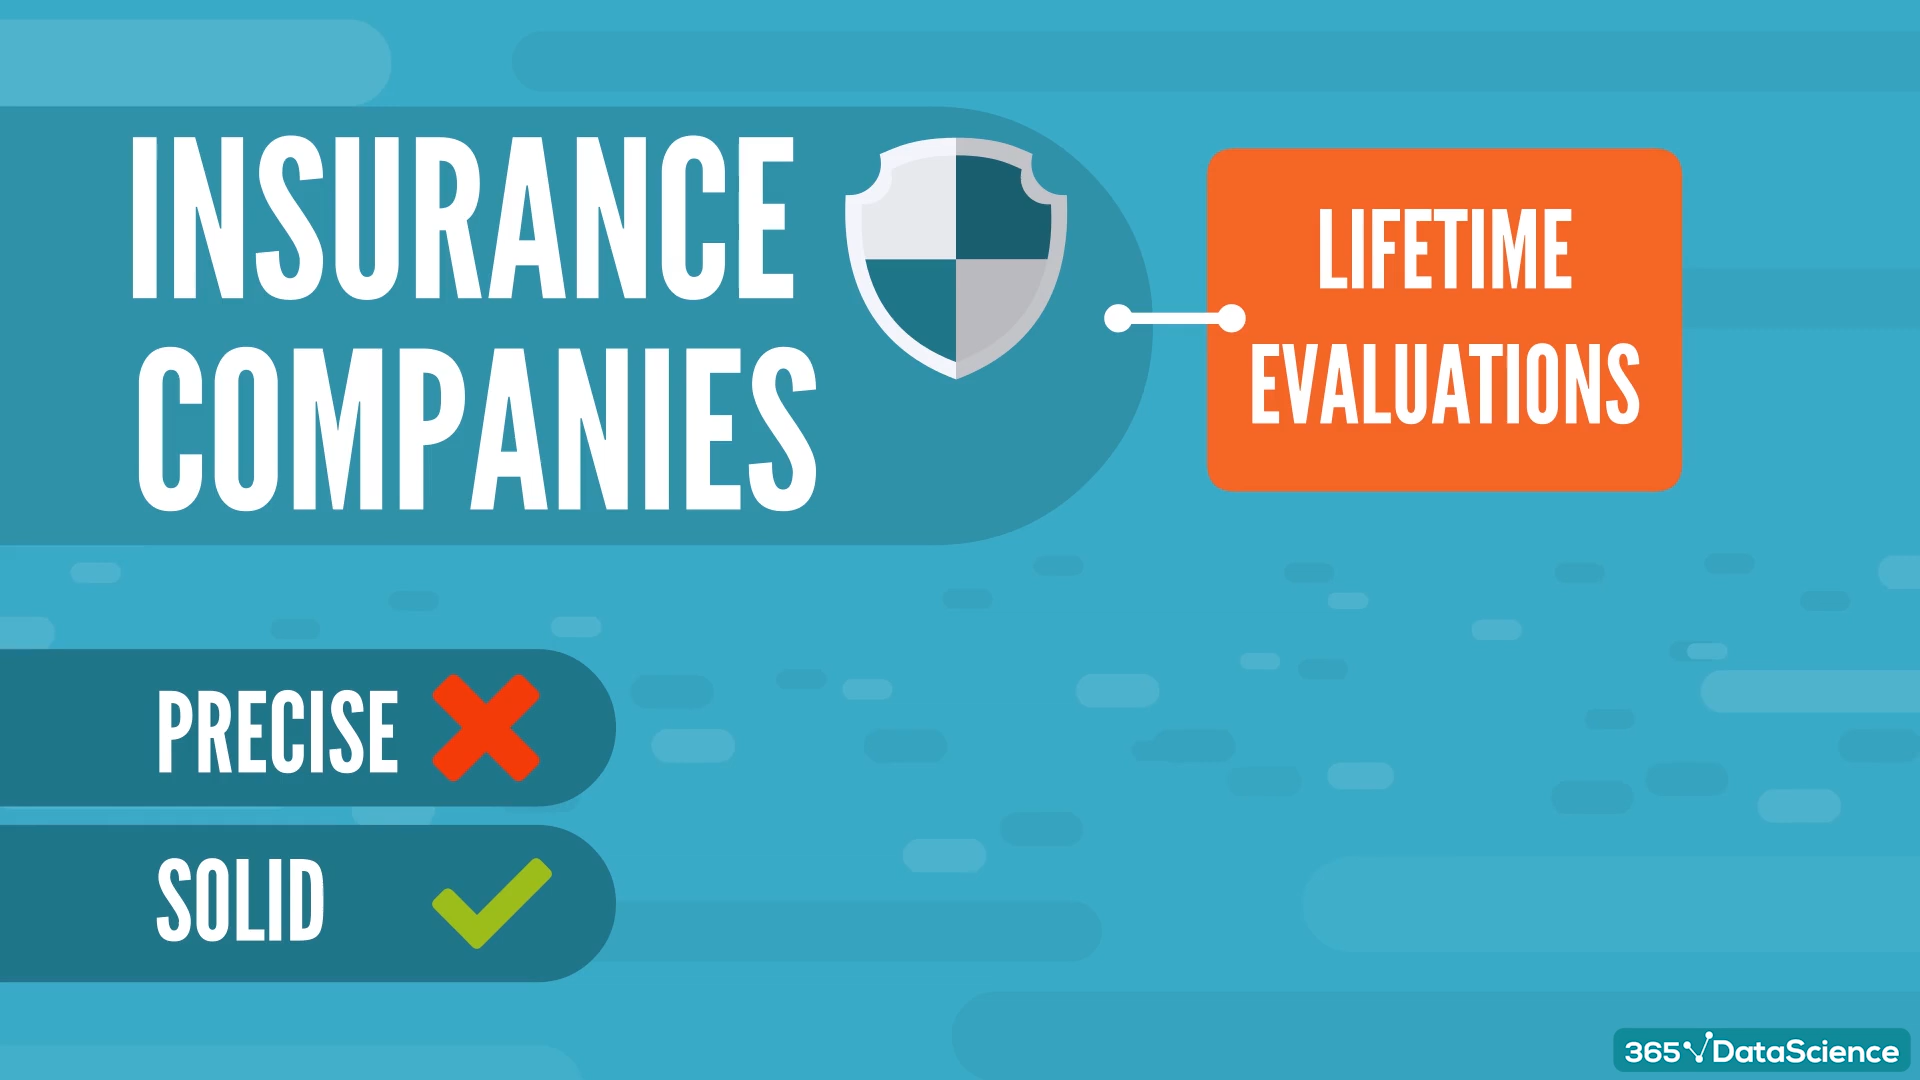 INSURANCE
COMPANIES
LIFETIME
EVALUATIONS
PRECISE
SOLID
365 DataScience